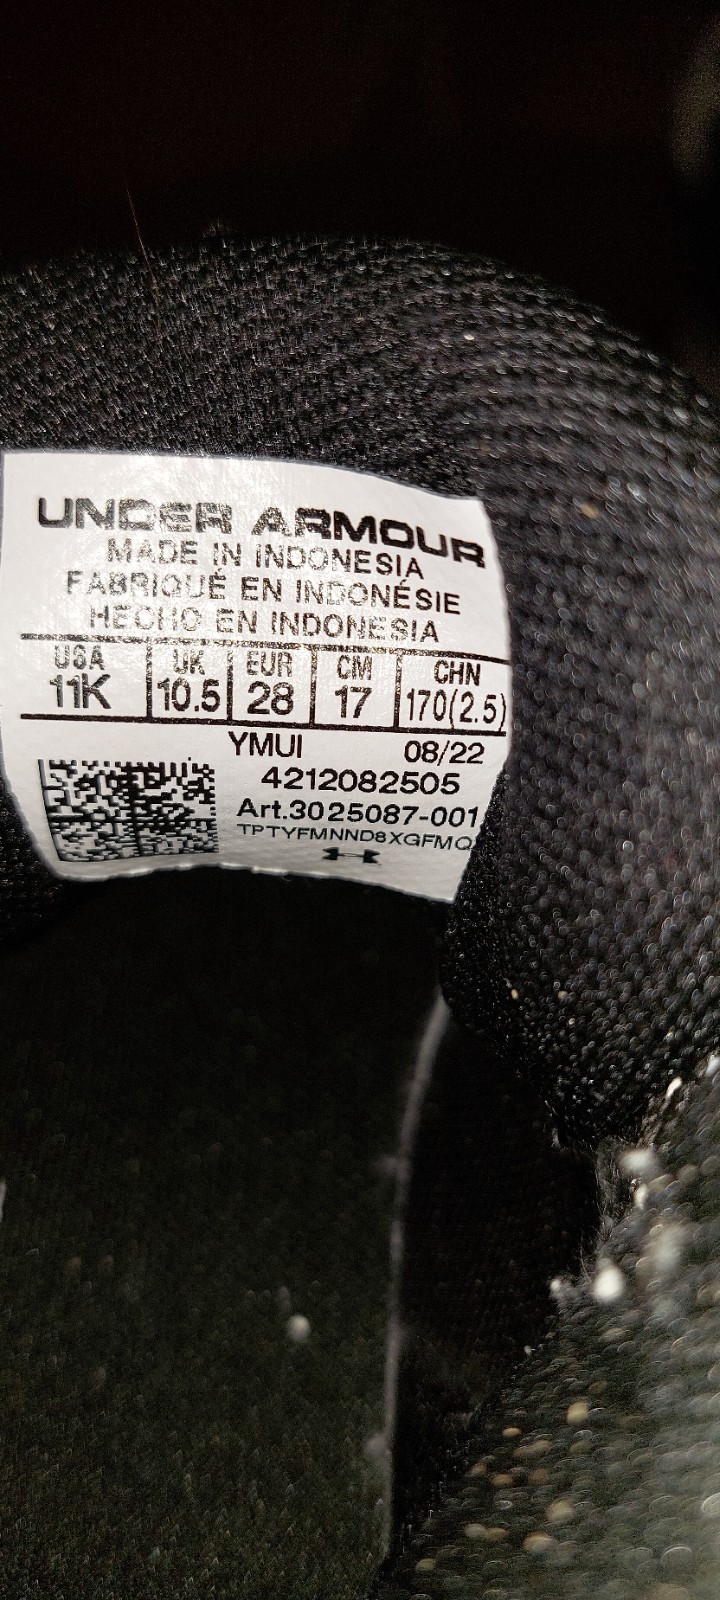 UNDER ARMOUR
MADE IN INDONESIA
FABRIQUÉ EN INDONÉSIE
HECHO EN INDONESIA
USA UK EUR CM CHN
11K 10.5 28 17 170(2.5)
YMUI 08/22
4212082505
Art.3025087-001
TPTYFMNND8XGFMQ